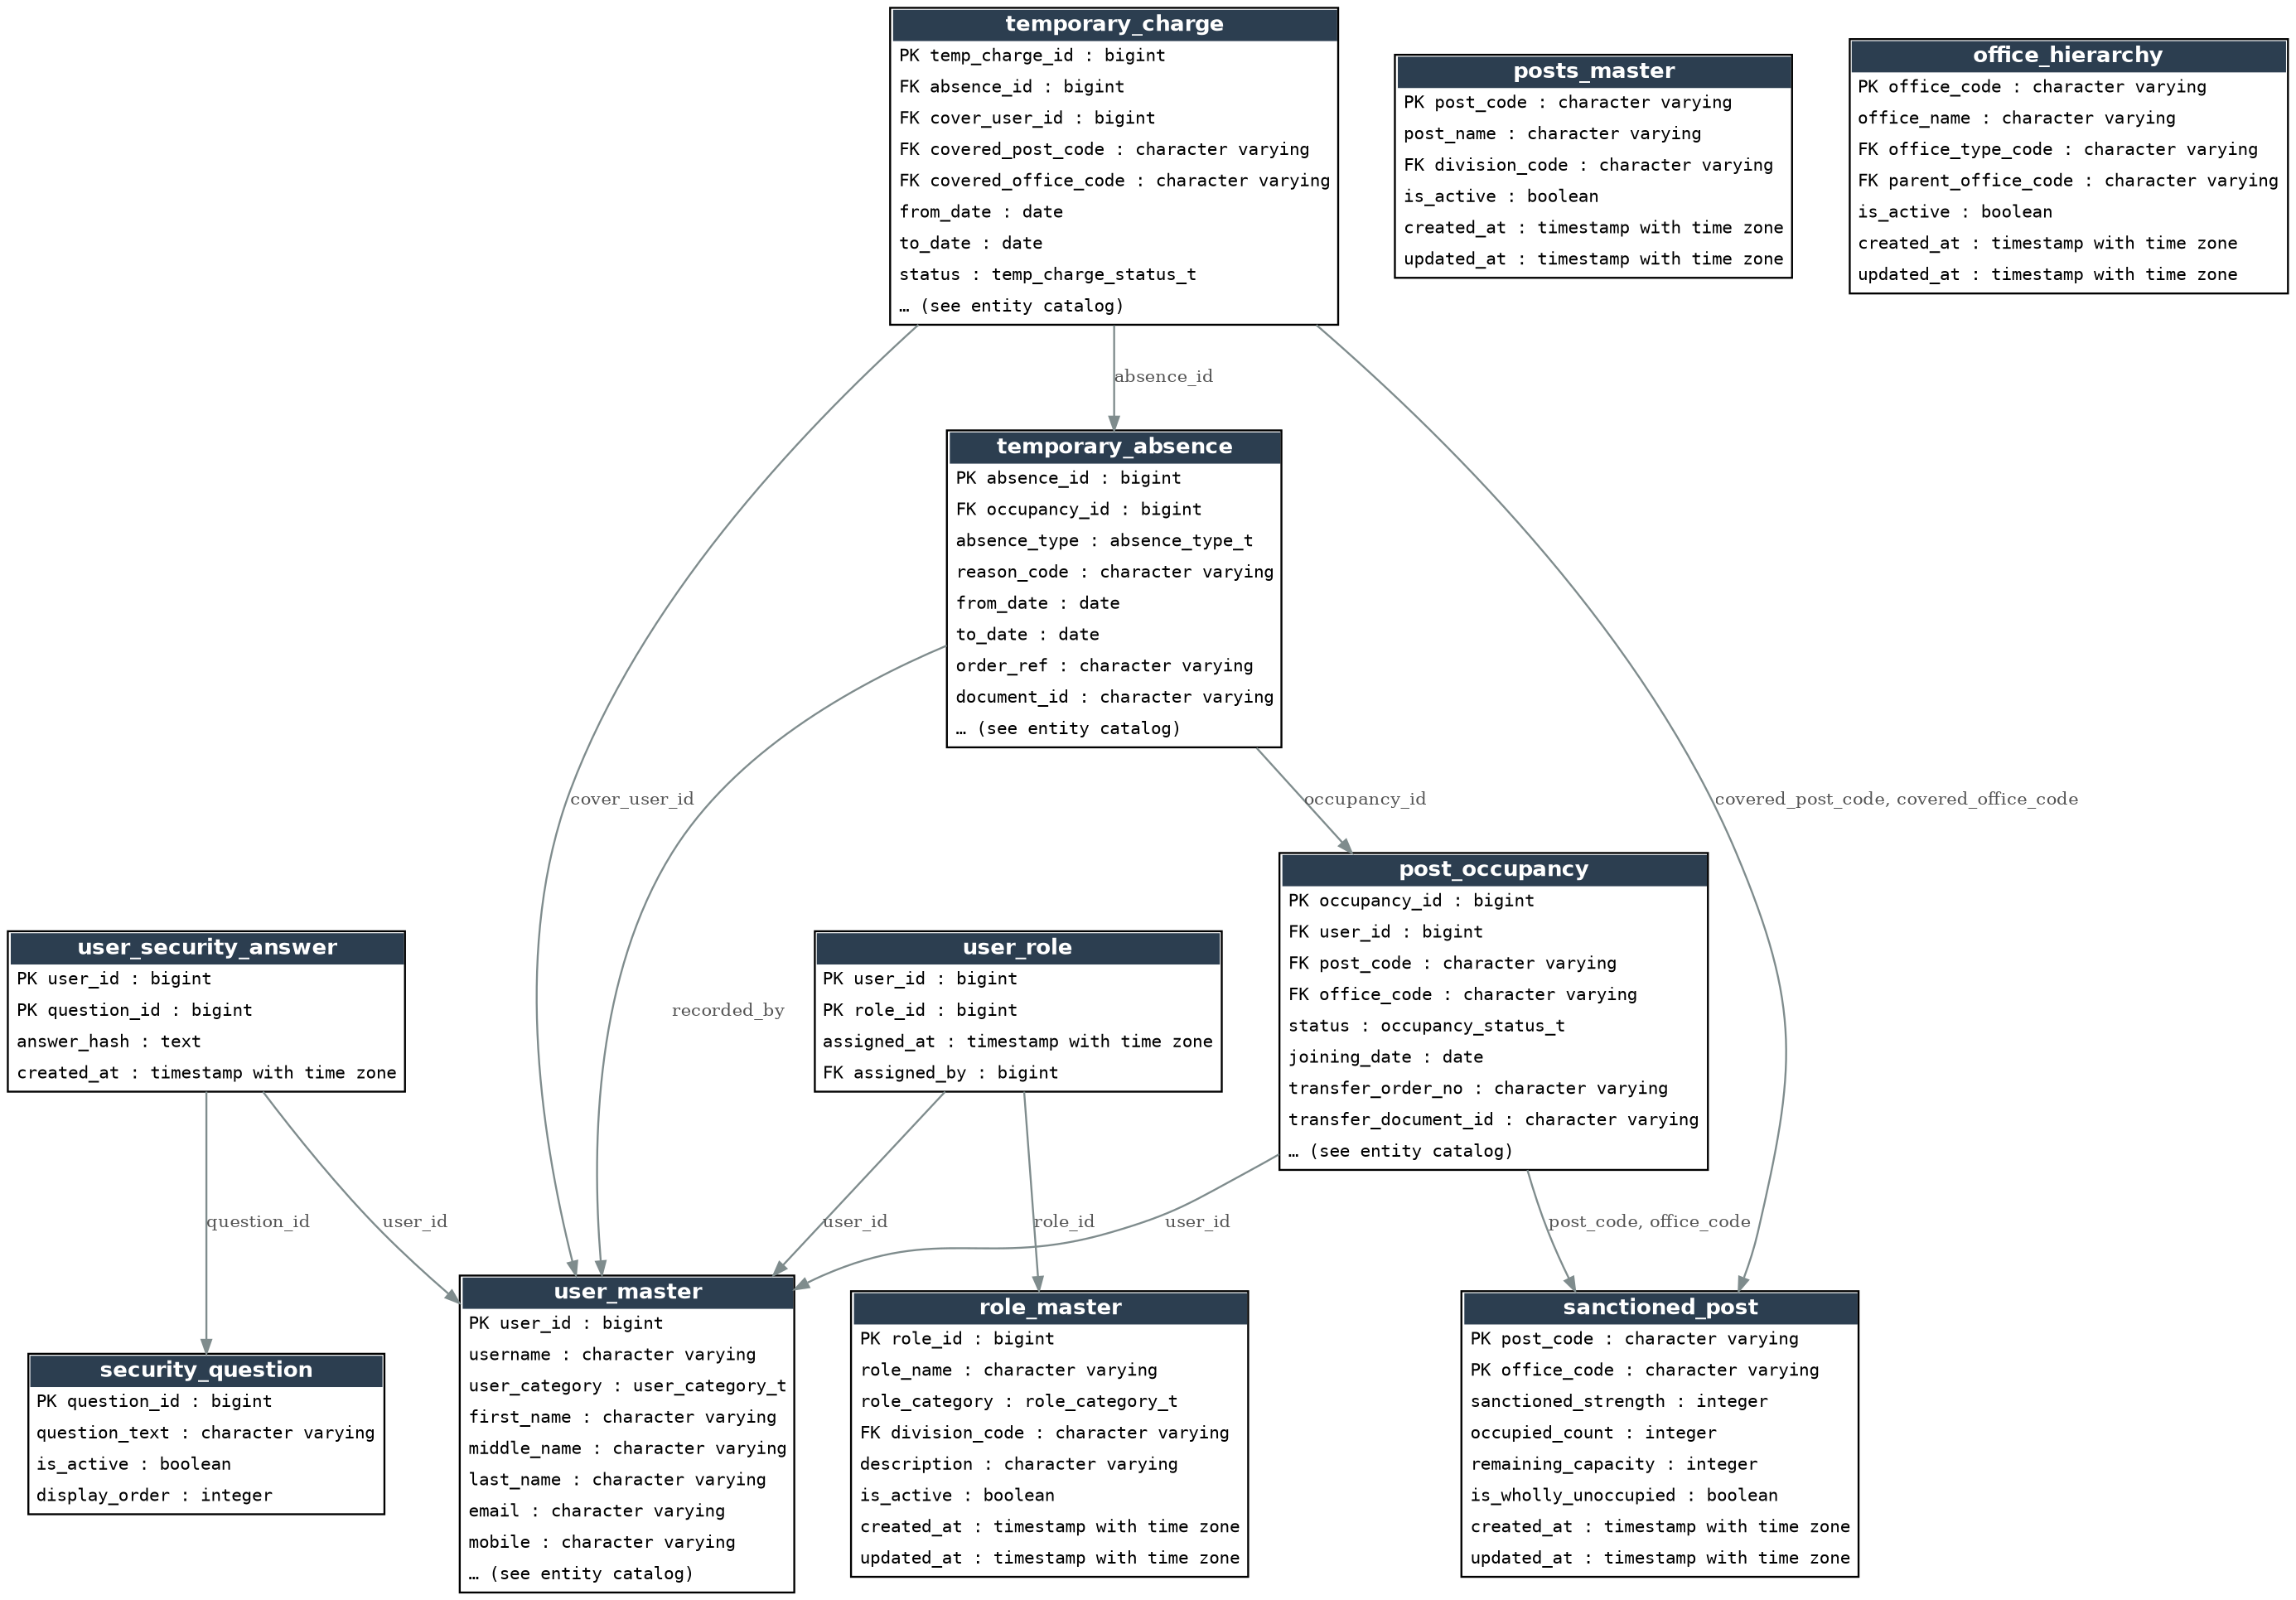 temporary_charge
PK temp_charge_id : bigint
FK absence_id : bigint
FK cover_user_id : bigint
FK covered_post_code : character varying
FK covered_office_code : character varying
from_date : date
to_date : date
status : temp_charge_status_t
… (see entity catalog)
posts_master
PK post_code : character varying
post_name : character varying
FK division_code : character varying
is_active : boolean
created_at : timestamp with time zone
updated_at : timestamp with time zone
office_hierarchy
PK office_code : character varying
office_name : character varying
FK office_type_code : character varying
FK parent_office_code : character varying
is_active : boolean
created_at : timestamp with time zone
updated_at : timestamp with time zone
absence_id
temporary_absence
PK absence_id : bigint
FK occupancy_id : bigint
absence_type : absence_type_t
reason_code : character varying
from_date : date
to_date : date
order_ref : character varying
document_id : character varying
… (see entity catalog)
cover_user_id
occupancy_id
covered_post_code, covered_office_code
post_occupancy
PK occupancy_id : bigint
FK user_id : bigint
FK post_code : character varying
FK office_code : character varying
status : occupancy_status_t
joining_date : date
transfer_order_no : character varying
transfer_document_id : character varying
… (see entity catalog)
user_security_answer
PK user_id : bigint
PK question_id : bigint
answer_hash : text
created_at : timestamp with time zone
recorded_by
user_role
PK user_id : bigint
PK role_id : bigint
assigned_at : timestamp with time zone
FK assigned_by : bigint
question_id
user_id
user_id
role_id
user_id
post_code, office_code
security_question
PK question_id : bigint
question_text : character varying
is_active : boolean
display_order : integer
user_master
PK user_id : bigint
username : character varying
user_category : user_category_t
first_name : character varying
middle_name : character varying
last_name : character varying
email : character varying
mobile : character varying
… (see entity catalog)
role_master
PK role_id : bigint
role_name : character varying
role_category : role_category_t
FK division_code : character varying
description : character varying
is_active : boolean
created_at : timestamp with time zone
updated_at : timestamp with time zone
sanctioned_post
PK post_code : character varying
PK office_code : character varying
sanctioned_strength : integer
occupied_count : integer
remaining_capacity : integer
is_wholly_unoccupied : boolean
created_at : timestamp with time zone
updated_at : timestamp with time zone